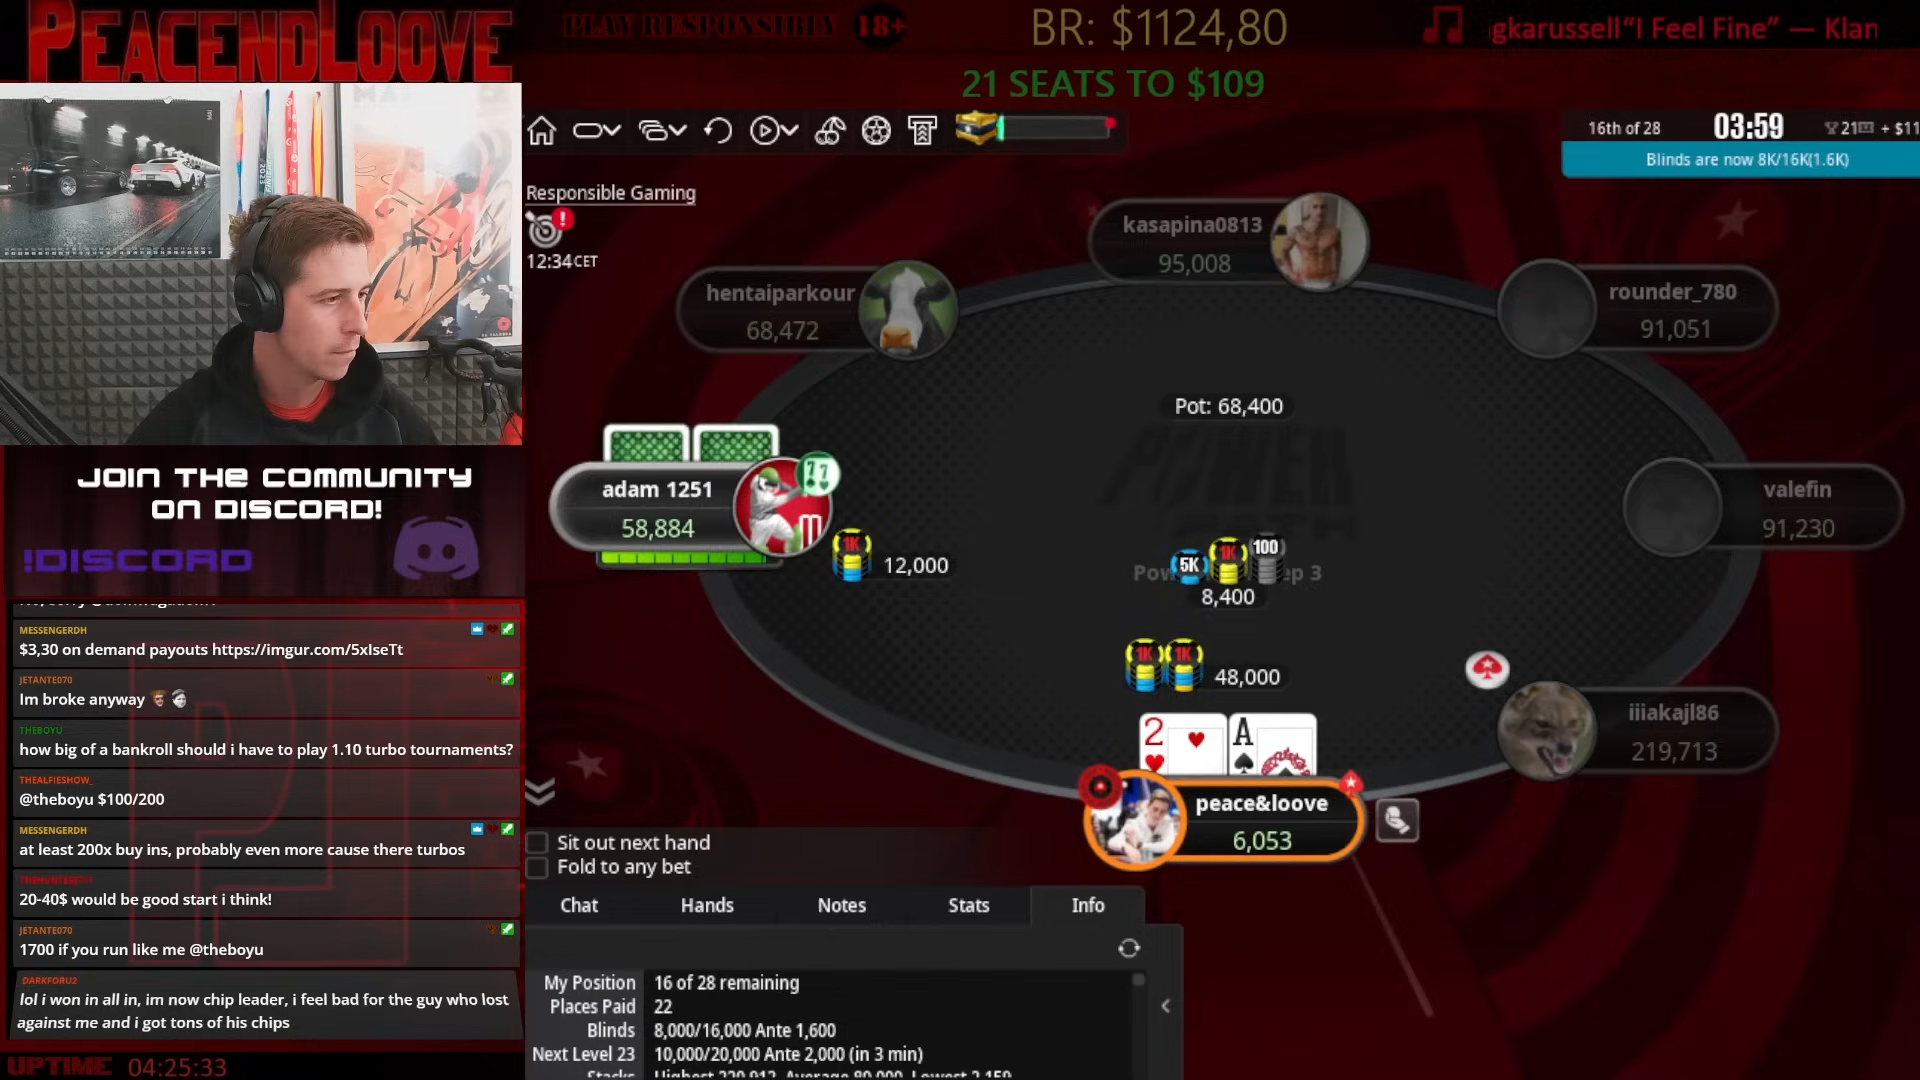 PEACENDLOOVE
PLAY RESPONSIBLY 18+
BR: $1124,80
21 SEATS TO $109
gkarussell“I Feel Fine” — Klan
16th of 28
03:59
21 + $11
Blinds are now 8K/16K(1.6K)
Responsible Gaming
12:34 CET
kasapina0813
95,008
hentaiparkour
68,472
rounder_780
91,051
Pot: 68,400
adam 1251
58,884
12,000
valefin
91,230
5K
1K
100
ep 3
8,400
48,000
iiiakajl86
219,713
2
A
peace&loove
6,053
Sit out next hand
Fold to any bet
Chat
Hands
Notes
Stats
Info
My Position 16 of 28 remaining
Places Paid 22
Blinds 8,000/16,000 Ante 1,600
Next Level 23 10,000/20,000 Ante 2,000 (in 3 min)
JOIN THE COMMUNITY
ON DISCORD!
!DISCORD
MESSENGERDH
$3,30 on demand payouts https://imgur.com/5xIseTt
JETANTE070
Im broke anyway
THEBOYU
how big of a bankroll should i have to play 1.10 turbo tournaments?
THEALFIESHOW_
@theboyu $100/200
MESSENGERDH
at least 200x buy ins, probably even more cause there turbos
20-40$ would be good start i think!
JETANTE070
1700 if you run like me @theboyu
DARKFORU2
lol i won in all in, im now chip leader, i feel bad for the guy who lost
against me and i got tons of his chips
UPTIME 04:25:33